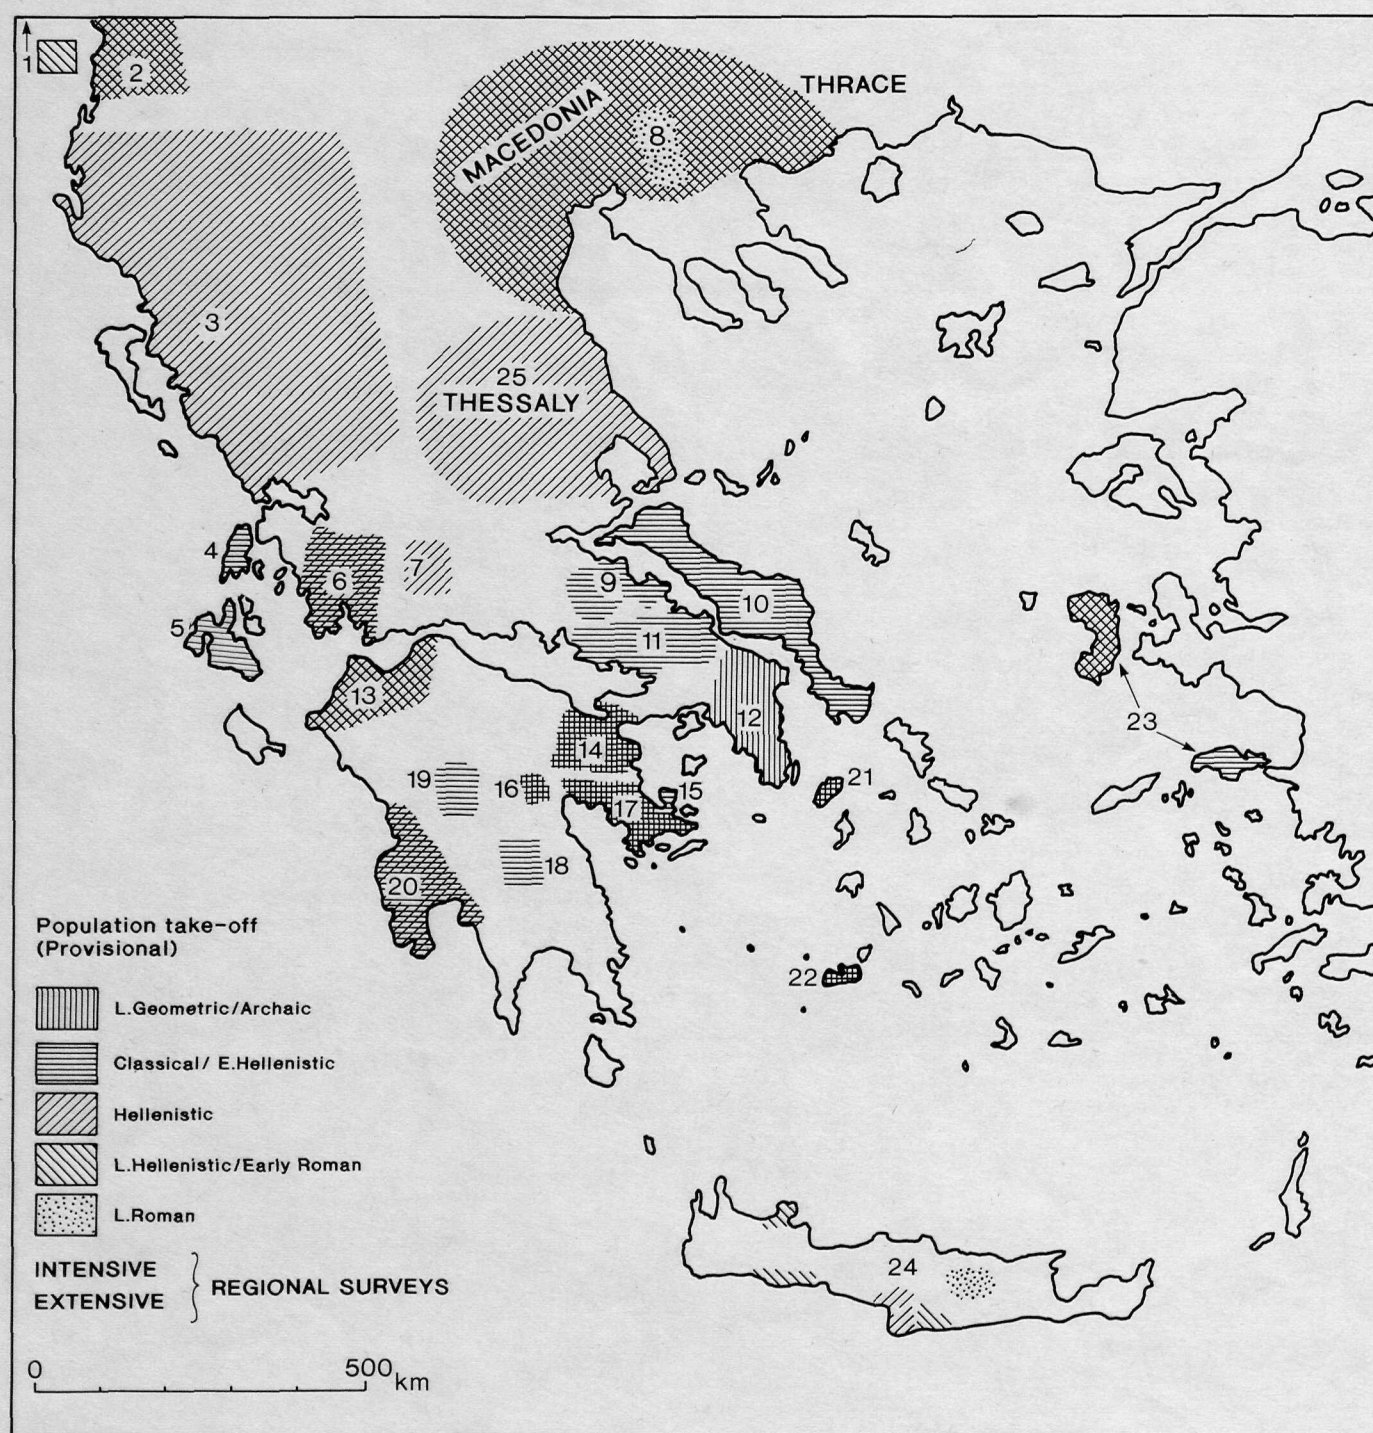 1
2
THRACE
MACEDONIA
8
3
25
THESSALY
4
6
7
9
10
5
11
13
12
23
14
19
16
15
21
17
18
20
22
Population take-off
(Provisional)
L.Geometric/Archaic
Classical/ E.Hellenistic
Hellenistic
L.Hellenistic/Early Roman
L.Roman
24
INTENSIVE
EXTENSIVE
REGIONAL SURVEYS
0 500 km